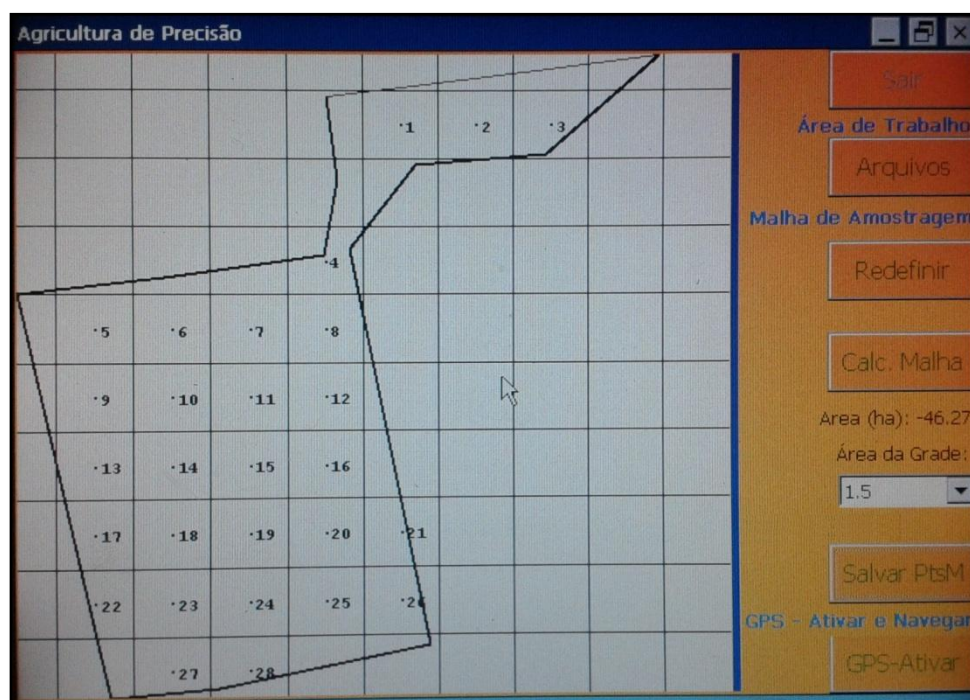 Agricultura de Precisão
Sair
Área de Trabalho
Arquivos
Malha de Amostragem
Redefinir
Calc. Malha
Area (ha): -46.27
Área da Grade:
1.5
Salvar PtsM
GPS - Ativar e Navegar
GPS-Ativar
·1 ·2 ·3
·4
·5 ·6 ·7 ·8
·9 ·10 ·11 ·12
·13 ·14 ·15 ·16
·17 ·18 ·19 ·20 ·21
·22 ·23 ·24 ·25 ·26
·27 ·28